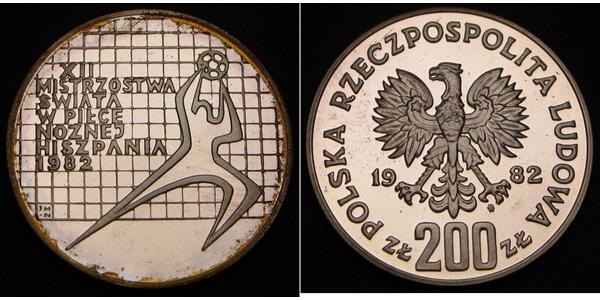 XII
MISTRZOSTWA
ŚWIATA
W PIŁCE
NOŻNEJ
HISZPANIA
1982
POLSKA RZECZPOSPOLITA LUDOWA
19 82
ZŁ 200 ZŁ